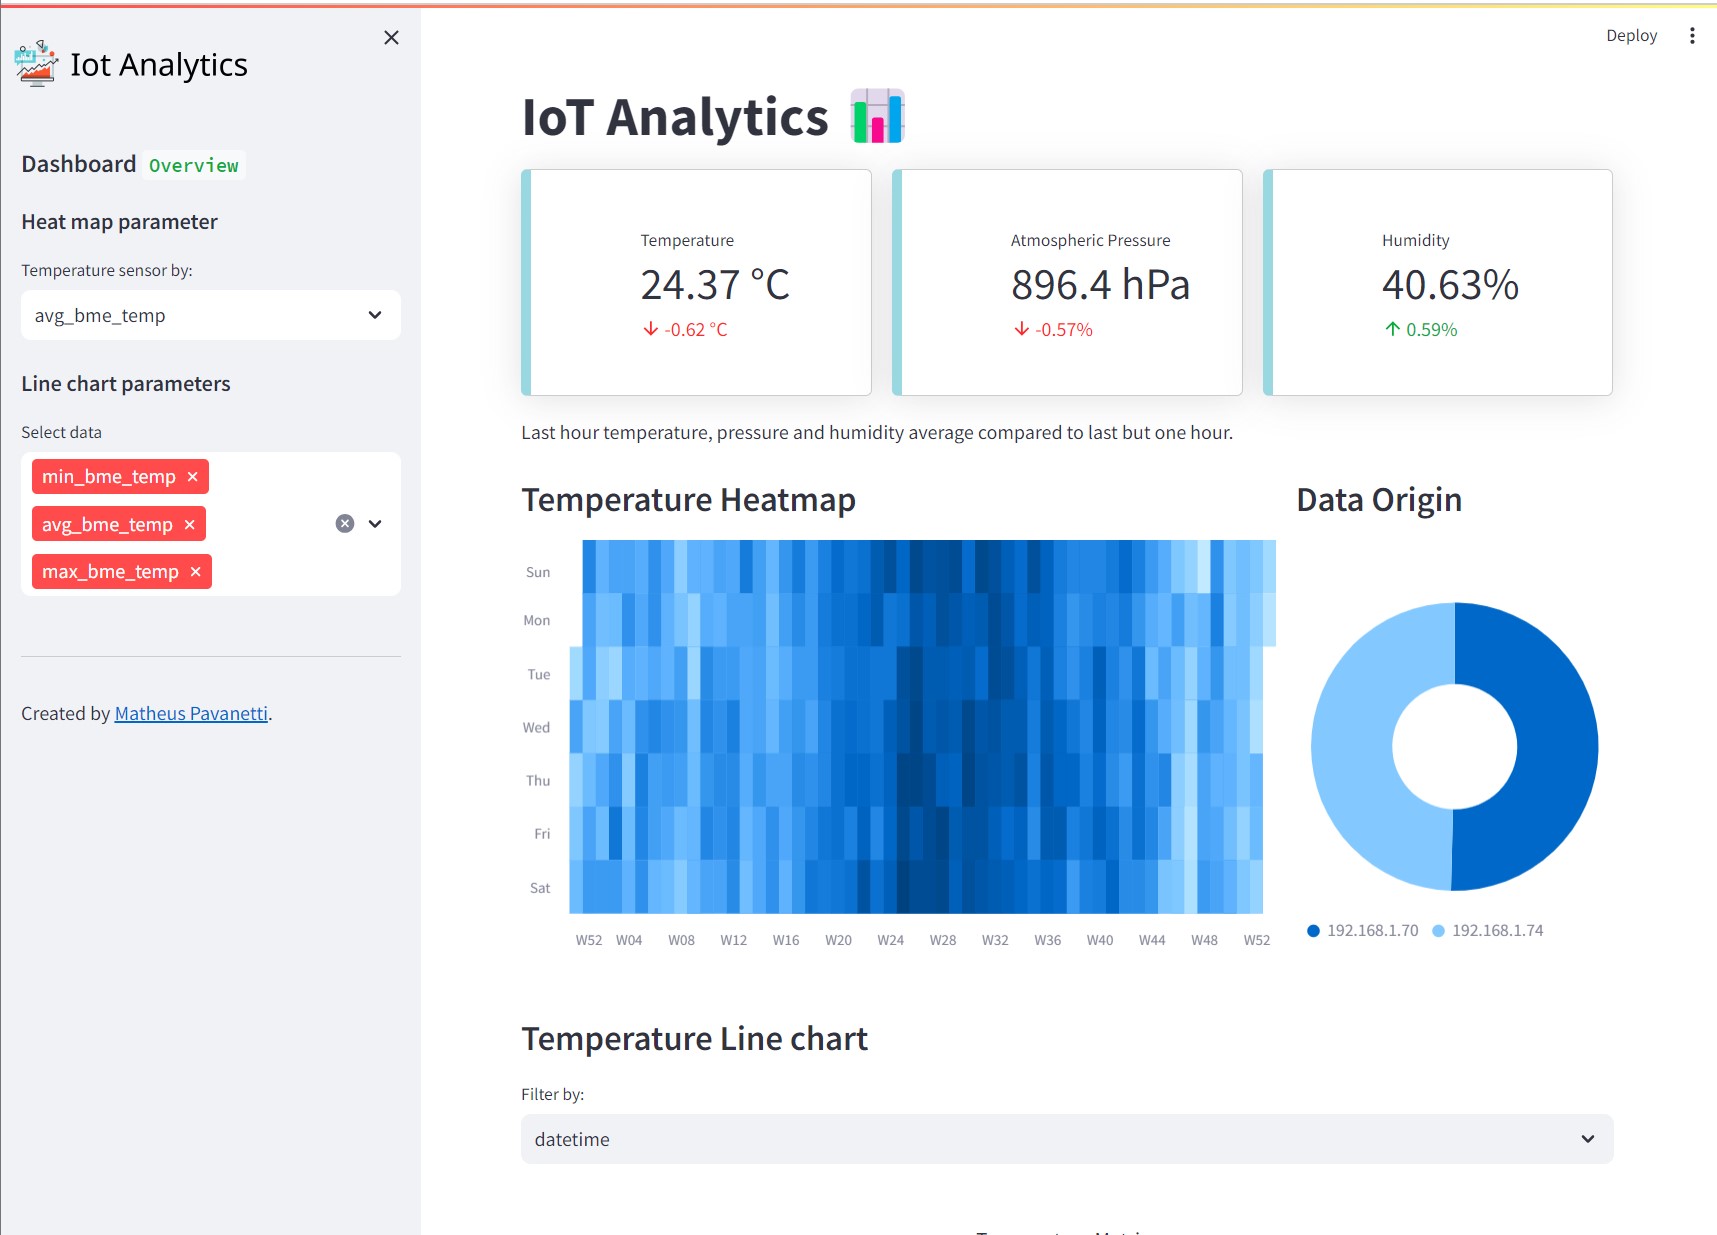 Iot Analytics
Dashboard Overview
Heat map parameter
Temperature sensor by:
avg_bme_temp
Line chart parameters
Select data
min_bme_temp
avg_bme_temp
max_bme_temp
Created by Matheus Pavanetti.
Deploy
IoT Analytics
Temperature
24.37 °C
-0.62 °C
Atmospheric Pressure
896.4 hPa
-0.57%
Humidity
40.63%
0.59%
Last hour temperature, pressure and humidity average compared to last but one hour.
Temperature Heatmap
Sun
Mon
Tue
Wed
Thu
Fri
Sat
W52 W04 W08 W12 W16 W20 W24 W28 W32 W36 W40 W44 W48 W52
Data Origin
192.168.1.70 192.168.1.74
Temperature Line chart
Filter by:
datetime